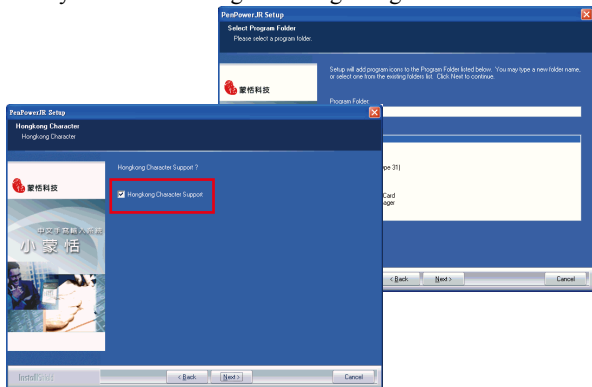 PenPowerJR Setup
Select Program Folder
Please select a program folder.
Setup will add program icons to the Program Folder listed below. You may type a new folder name,
or select one from the existing folders list. Click Next to continue.
蒙恬科技
Program Folder:
ype 31)
Card
ager
< Back
Next >
Cancel
PenPowerJR Setup
Hongkong Character
Hongkong Character
蒙恬科技
Hongkong Character Support ?
Hongkong Character Support
中文手寫輸入系統
小蒙恬
< Back
Next >
Cancel